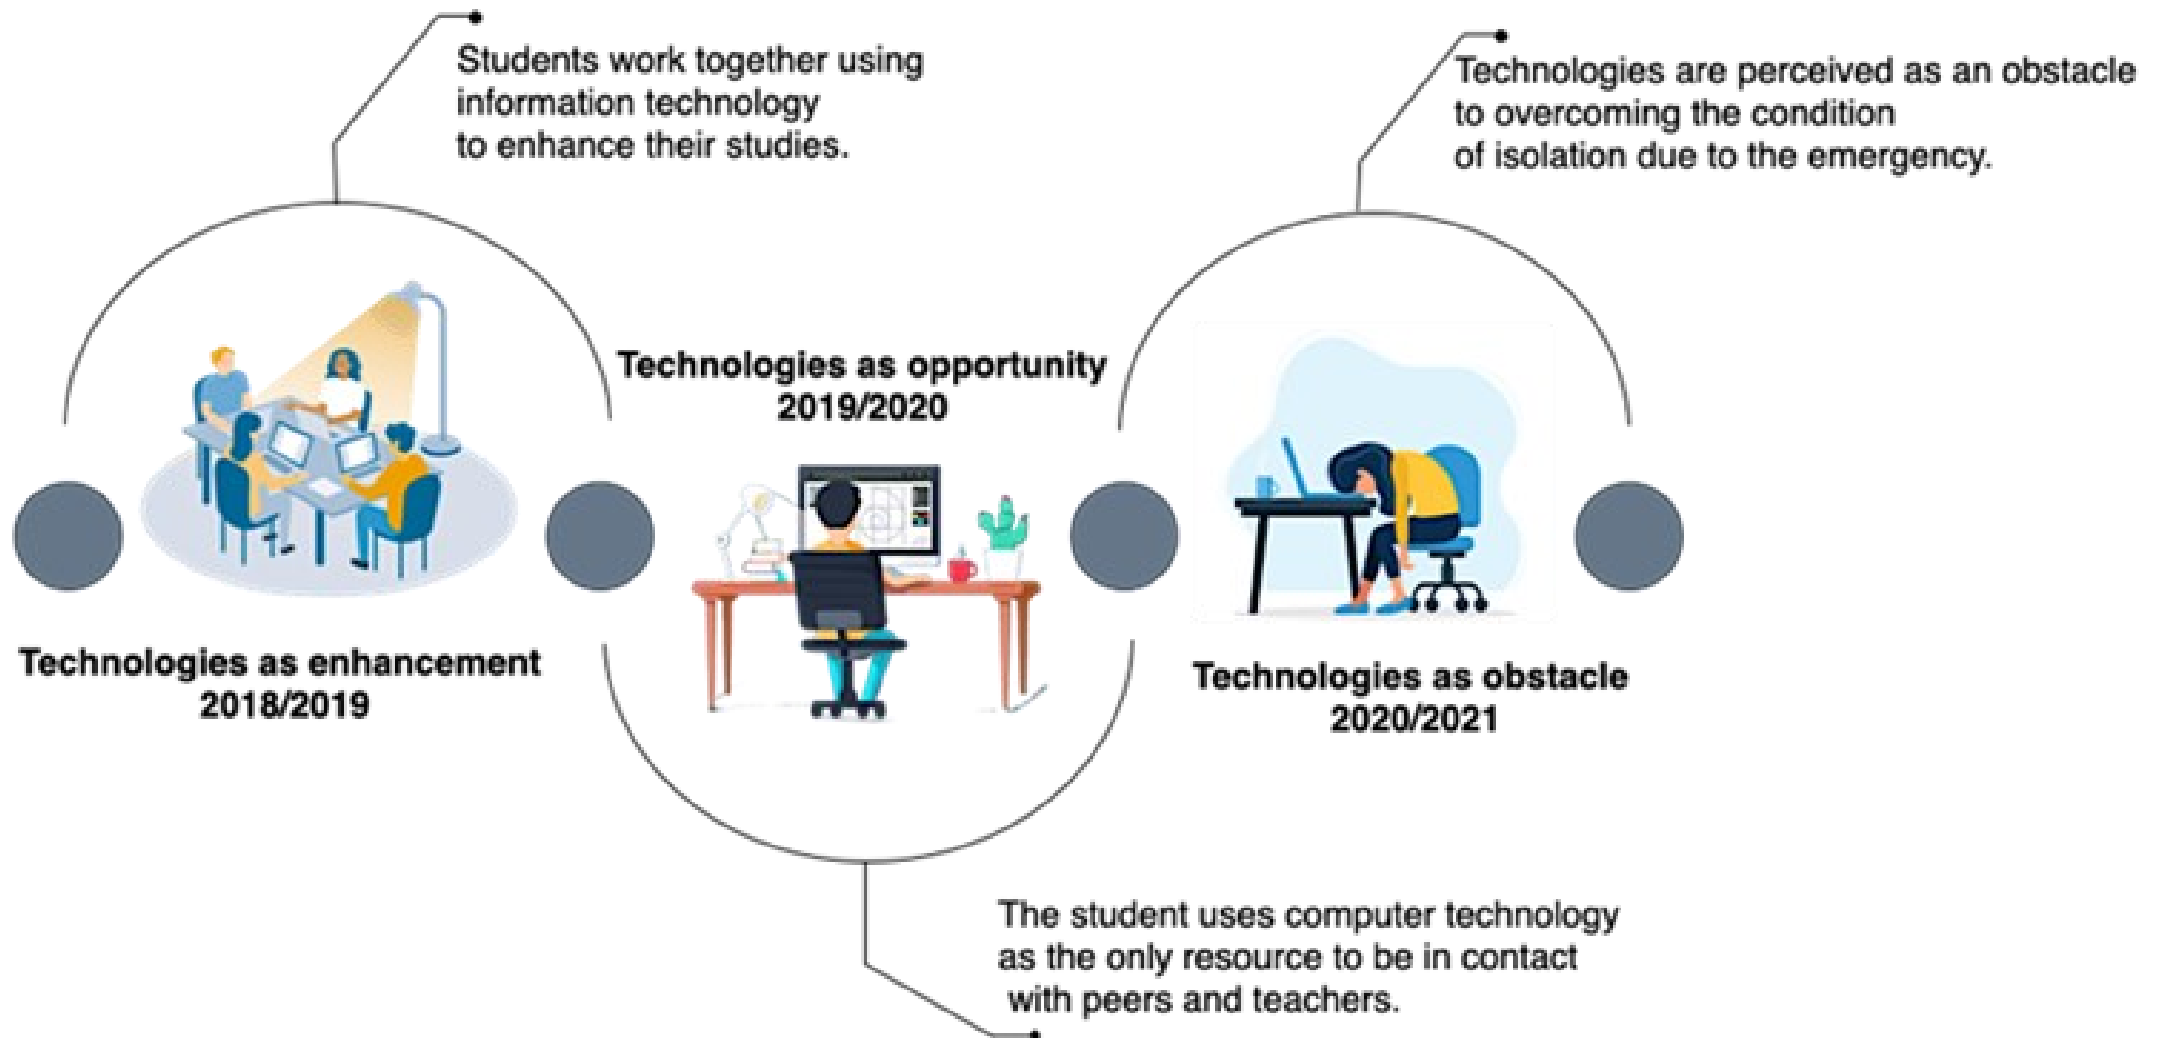 Students work together using
information technology
to enhance their studies.
Technologies are perceived as an obstacle
to overcoming the condition
of isolation due to the emergency.
Technologies as opportunity
2019/2020
Technologies as enhancement
2018/2019
Technologies as obstacle
2020/2021
The student uses computer technology
as the only resource to be in contact
with peers and teachers.